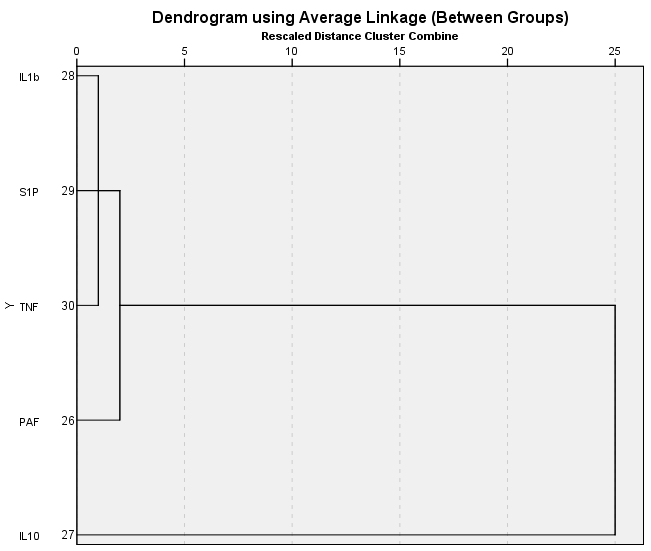 Dendrogram using Average Linkage (Between Groups)
Rescaled Distance Cluster Combine
0 5 10 15 20 25
IL1b 28
S1P 29
Y
TNF 30
PAF 26
IL10 27